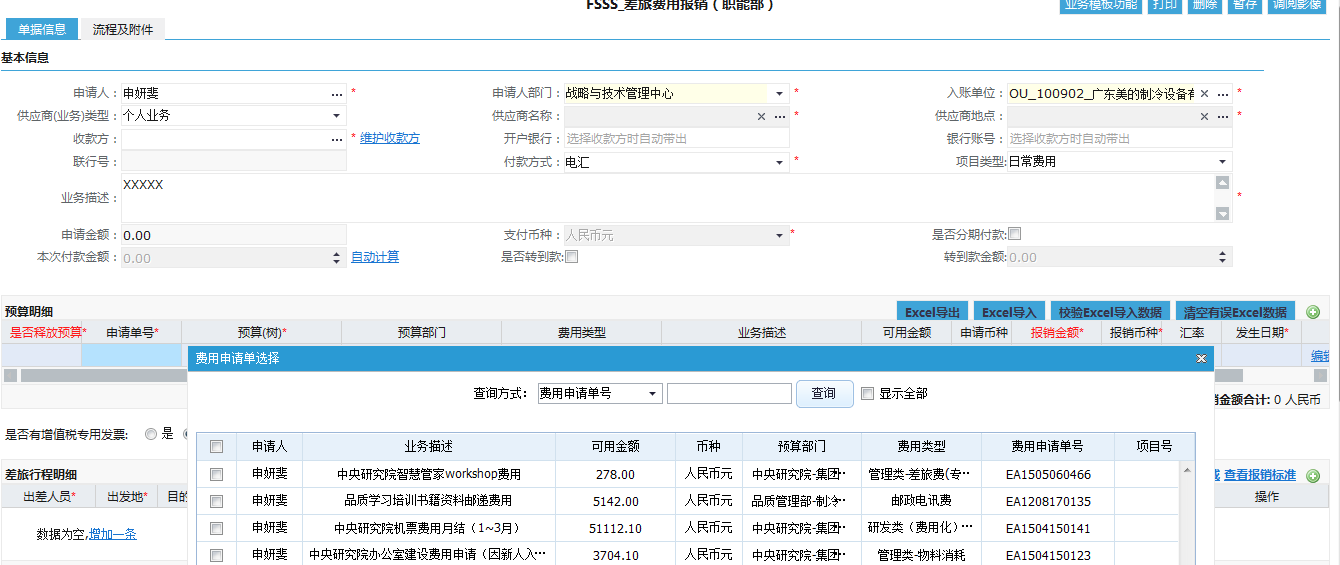 FSSS_差旅费用报销（职能部）
业务模板功能 打印 删除 暂存 调阅影像
单据信息 流程及附件
基本信息
申请人： 申妍斐 ... * 申请人部门： 战略与技术管理中心 * 入账单位： OU_100902_广东美的制冷设备有 × ... *
供应商(业务)类型： 个人业务 供应商名称： × ... * 供应商地点： × ... *
收款方： ... * 维护收款方 开户银行： 选择收款方时自动带出 银行账号： 选择收款方时自动带出
联行号： 付款方式： 电汇 * 项目类型: 日常费用
业务描述： XXXXX *
申请金额： 0.00 支付币种： 人民币元 * 是否分期付款:
本次付款金额： 0.00 自动计算 是否转到款: 转到款金额: 0.00
预算明细 Excel导出 Excel导入 校验Excel导入数据 清空有误Excel数据
是否释放预算* 申请单号* 预算(树)* 预算部门 费用类型 业务描述 可用金额 申请币种 报销金额* 报销币种* 汇率 发生日期*
编辑
费用申请单选择
查询方式: 费用申请单号 查询 显示全部
销金额合计: 0 人民币
是否有增值税专用发票: 是
申请人 业务描述 可用金额 币种 预算部门 费用类型 费用申请单号 项目号
申妍斐 中央研究院智慧管家workshop费用 278.00 人民币元 中央研究院-集团… 管理类-差旅费(专… EA1505060466
申妍斐 品质学习培训书籍资料邮递费用 5142.00 人民币元 品质管理部-制冷… 邮政电讯费 EA1208170135
申妍斐 中央研究院机票费用月结（1~3月） 51112.10 人民币元 中央研究院-集团… 研发类（费用化）… EA1504150141
申妍斐 中央研究院办公室建设费用申请（因新人入… 3704.10 人民币元 中央研究院-集团… 管理类-物料消耗 EA1504150123
差旅行程明细 查看报销标准
出差人员* 出发地* 目的 操作
数据为空,增加一条